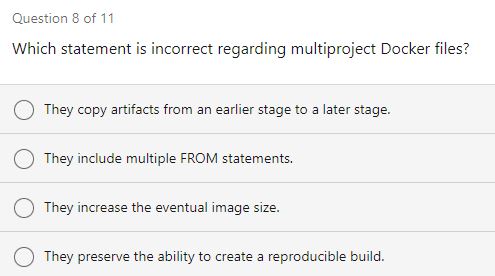 Question 8 of 11
Which statement is incorrect regarding multiproject Docker files?
They copy artifacts from an earlier stage to a later stage.
They include multiple FROM statements.
They increase the eventual image size.
They preserve the ability to create a reproducible build.